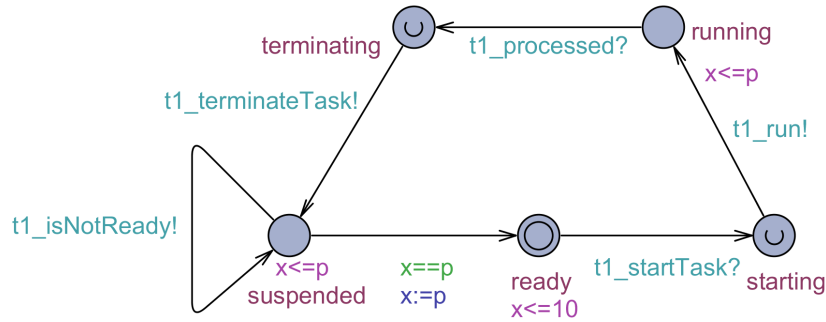 terminating
t1_processed?
running
x<=p
t1_terminateTask!
t1_run!
t1_isNotReady!
x<=p
suspended
x==p
x:=p
ready
x<=10
t1_startTask?
starting